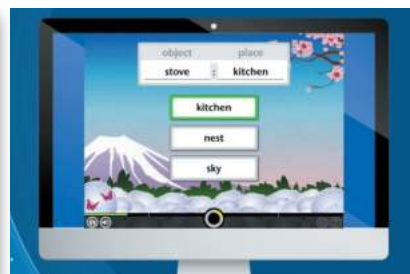 object place
stove : kitchen
kitchen
nest
sky